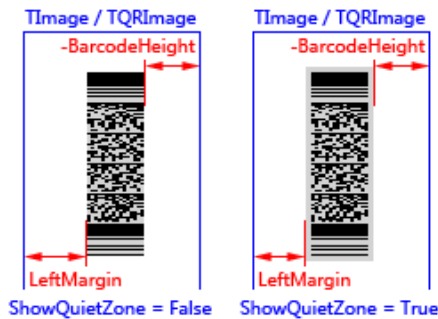 TImage / TQRImage
-BarcodeHeight
LeftMargin
ShowQuietZone = False
TImage / TQRImage
-BarcodeHeight
LeftMargin
ShowQuietZone = True